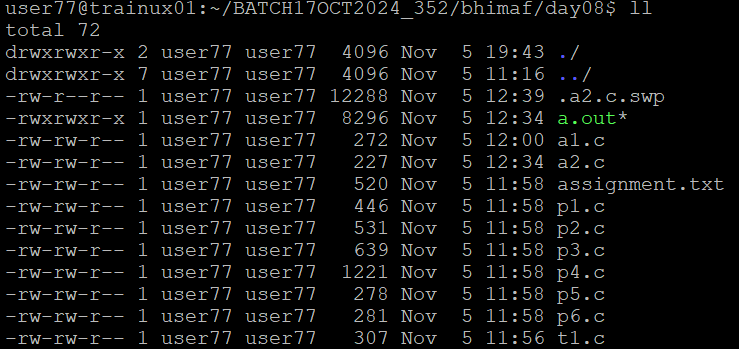 user77@trainux01:~/BATCH17OCT2024_352/bhimaf/day08$ ll
total 72
drwxrwxr-x 2 user77 user77  4096 Nov  5 19:43 ./
drwxrwxr-x 7 user77 user77  4096 Nov  5 11:16 ../
-rw-r--r-- 1 user77 user77 12288 Nov  5 12:39 .a2.c.swp
-rwxrwxr-x 1 user77 user77  8296 Nov  5 12:34 a.out*
-rw-rw-r-- 1 user77 user77   272 Nov  5 12:00 a1.c
-rw-rw-r-- 1 user77 user77   227 Nov  5 12:34 a2.c
-rw-rw-r-- 1 user77 user77   520 Nov  5 11:58 assignment.txt
-rw-rw-r-- 1 user77 user77   446 Nov  5 11:58 p1.c
-rw-rw-r-- 1 user77 user77   531 Nov  5 11:58 p2.c
-rw-rw-r-- 1 user77 user77   639 Nov  5 11:58 p3.c
-rw-rw-r-- 1 user77 user77  1221 Nov  5 11:58 p4.c
-rw-rw-r-- 1 user77 user77   278 Nov  5 11:58 p5.c
-rw-rw-r-- 1 user77 user77   281 Nov  5 11:58 p6.c
-rw-rw-r-- 1 user77 user77   307 Nov  5 11:56 t1.c